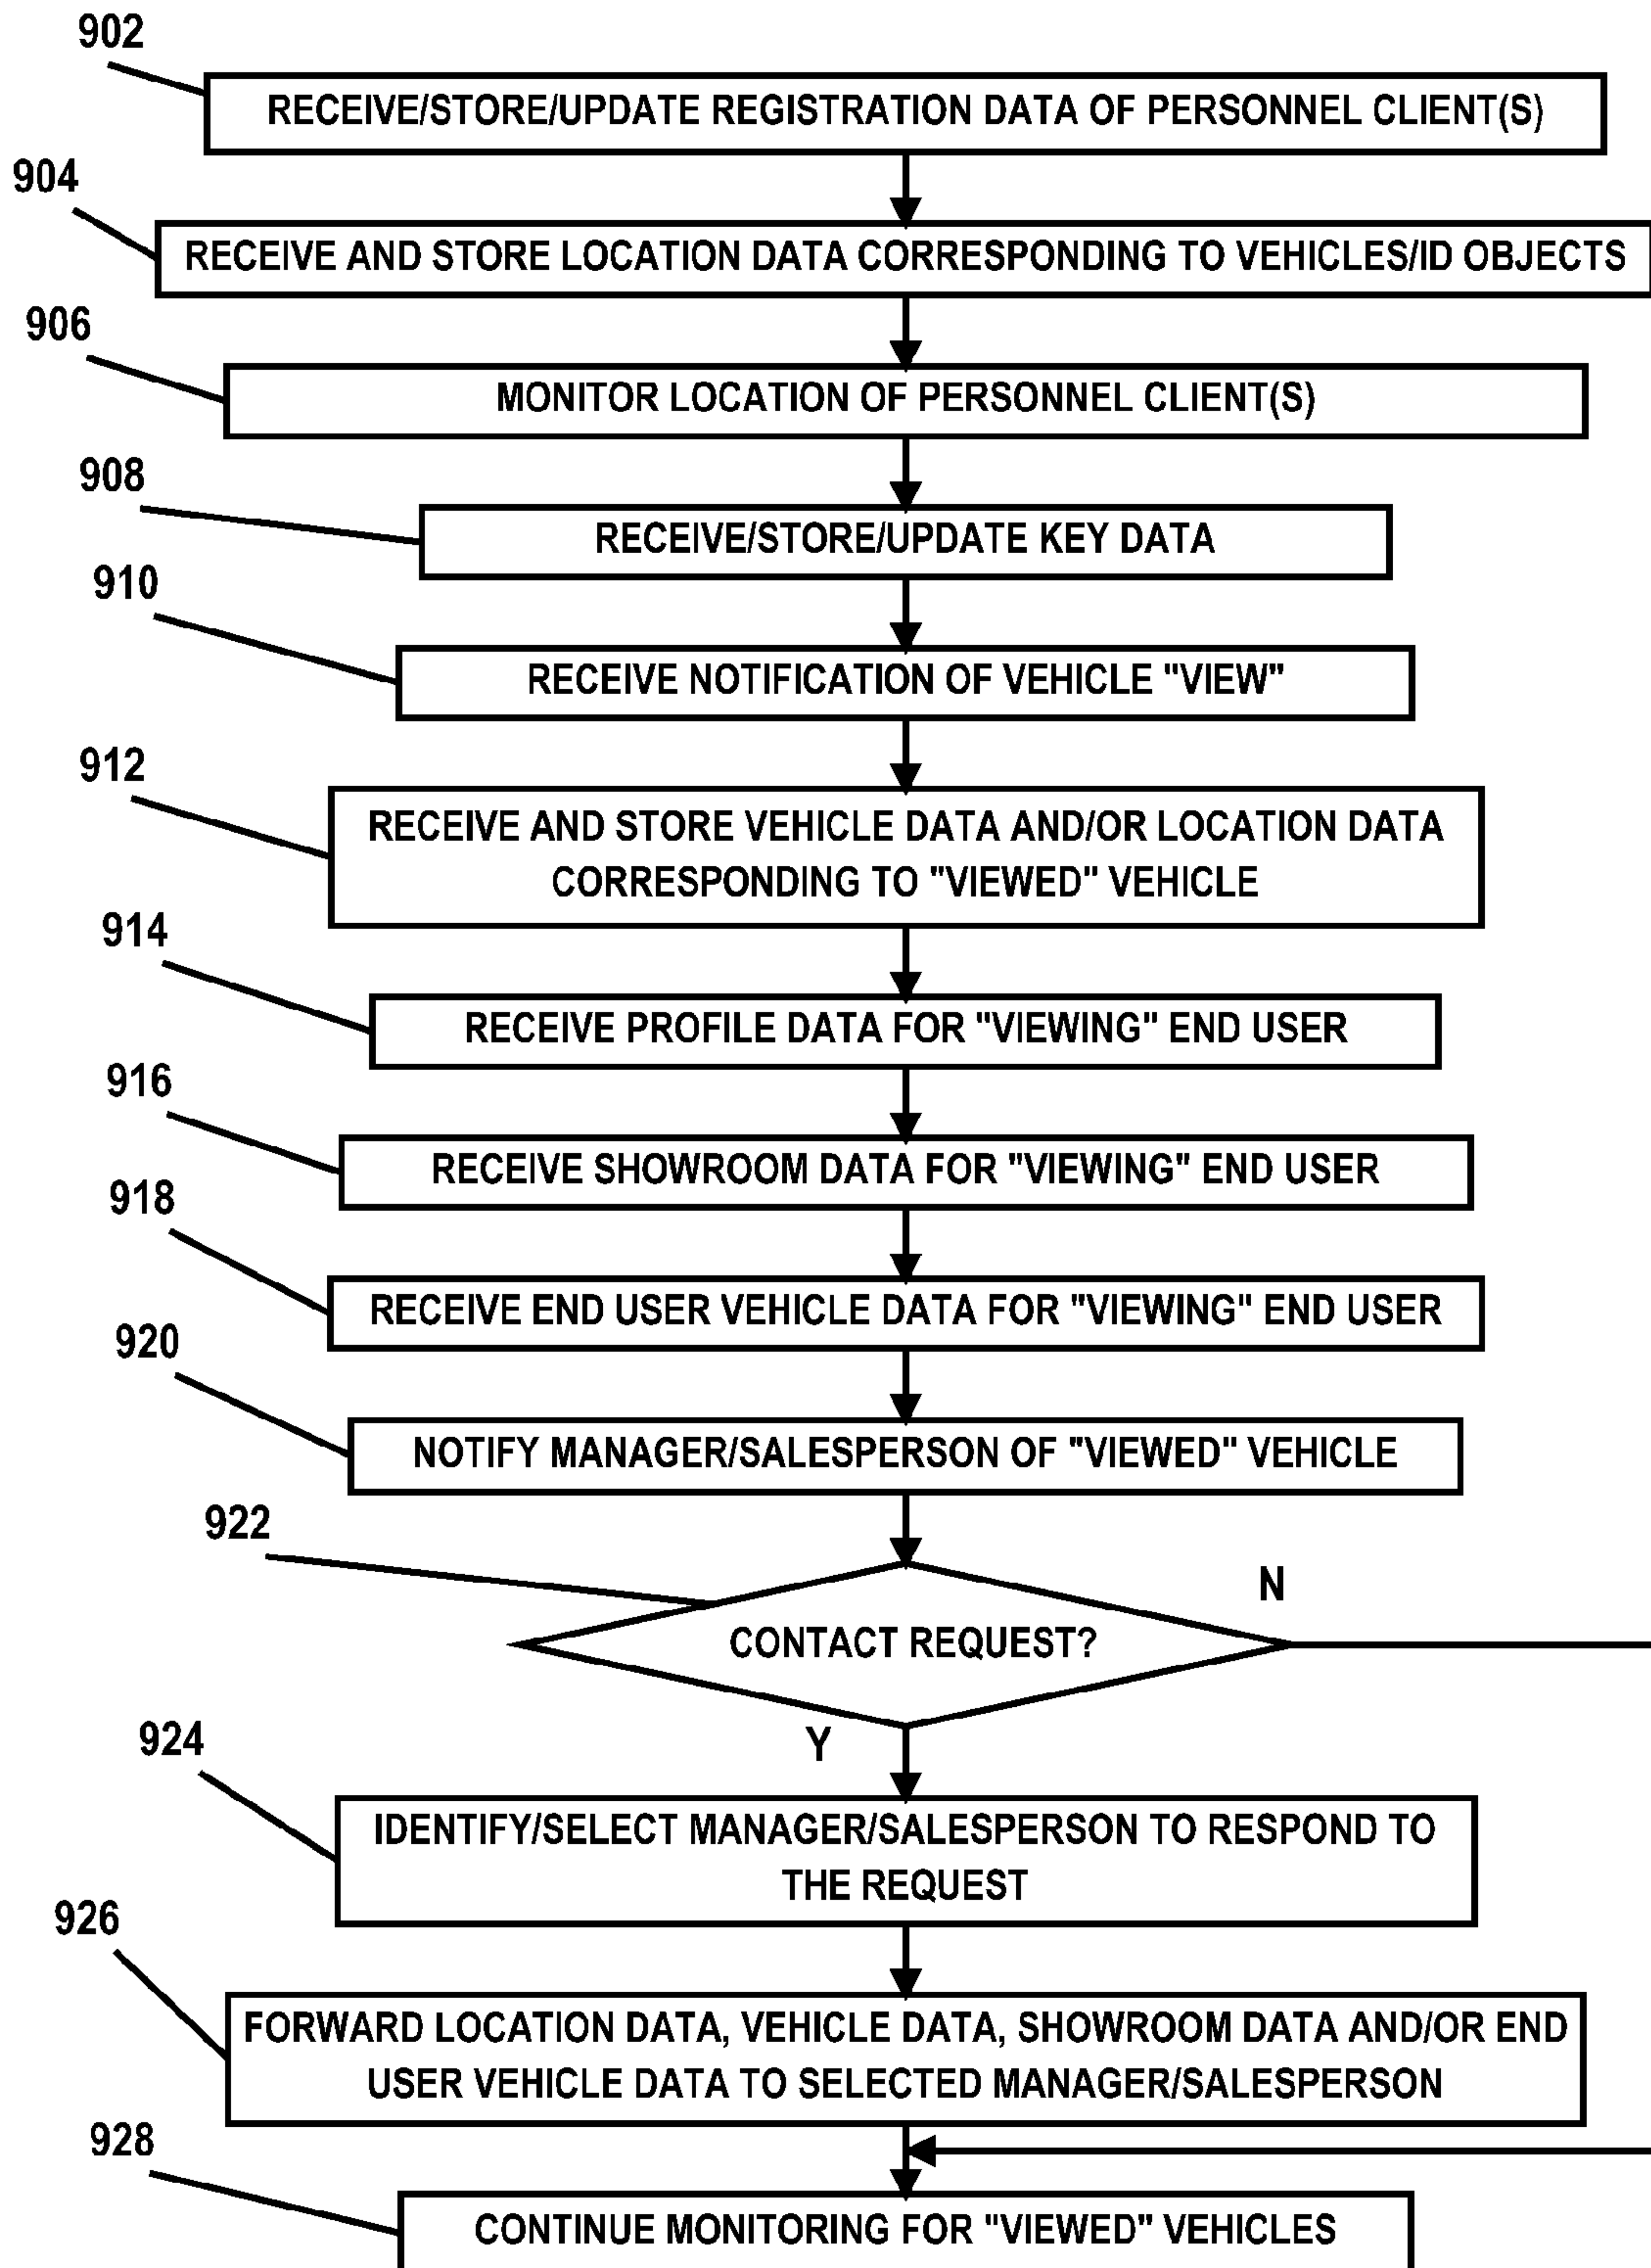 902
RECEIVE/STORE/UPDATE REGISTRATION DATA OF PERSONNEL CLIENT(S)
904
RECEIVE AND STORE LOCATION DATA CORRESPONDING TO VEHICLES/ID OBJECTS
906
MONITOR LOCATION OF PERSONNEL CLIENT(S)
908
RECEIVE/STORE/UPDATE KEY DATA
910
RECEIVE NOTIFICATION OF VEHICLE "VIEW"
912
RECEIVE AND STORE VEHICLE DATA AND/OR LOCATION DATA
CORRESPONDING TO "VIEWED" VEHICLE
914
RECEIVE PROFILE DATA FOR "VIEWING" END USER
916
RECEIVE SHOWROOM DATA FOR "VIEWING" END USER
918
RECEIVE END USER VEHICLE DATA FOR "VIEWING" END USER
920
NOTIFY MANAGER/SALESPERSON OF "VIEWED" VEHICLE
922
CONTACT REQUEST?
N
Y
924
IDENTIFY/SELECT MANAGER/SALESPERSON TO RESPOND TO
THE REQUEST
926
FORWARD LOCATION DATA, VEHICLE DATA, SHOWROOM DATA AND/OR END
USER VEHICLE DATA TO SELECTED MANAGER/SALESPERSON
928
CONTINUE MONITORING FOR "VIEWED" VEHICLES